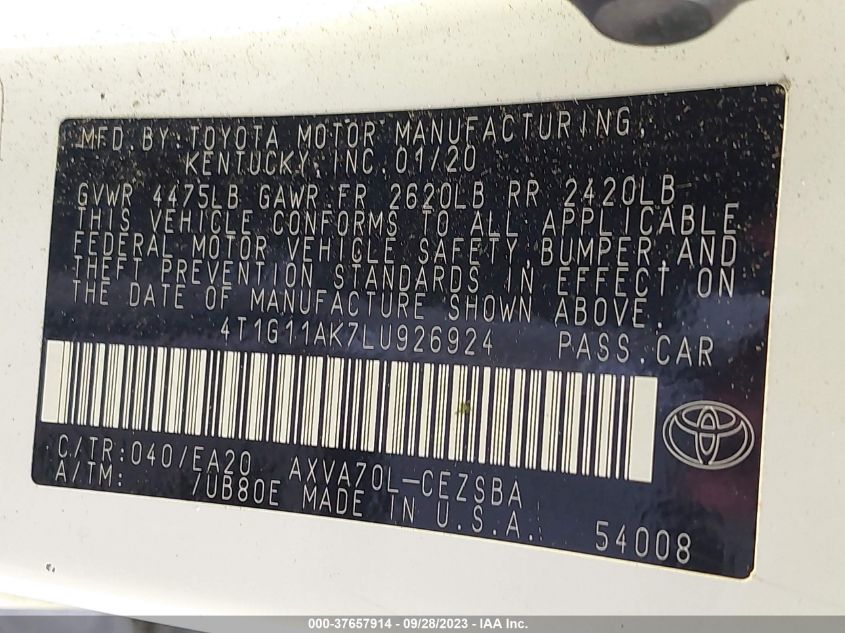 MFD.BY:TOYOTA MOTOR MANUFACTURING,
KENTUCKY,INC.01/20
GVWR 4475LB GAWR FR 2620LB RR 2420LB
THIS VEHICLE CONFORMS TO ALL APPLICABLE
FEDERAL MOTOR VEHICLE SAFETY,BUMPER,AND
THEFT PREVENTION STANDARDS IN EFFECT ON
THE DATE OF MANUFACTURE SHOWN ABOVE.
4T1G11AK7LU926924 PASS.CAR
C/TR:040/EA20 AXVA70L-CEZSBA
A/TM: 7UB80E MADE IN U.S.A.
54008
000-37657914 - 09/28/2023 - IAA Inc.